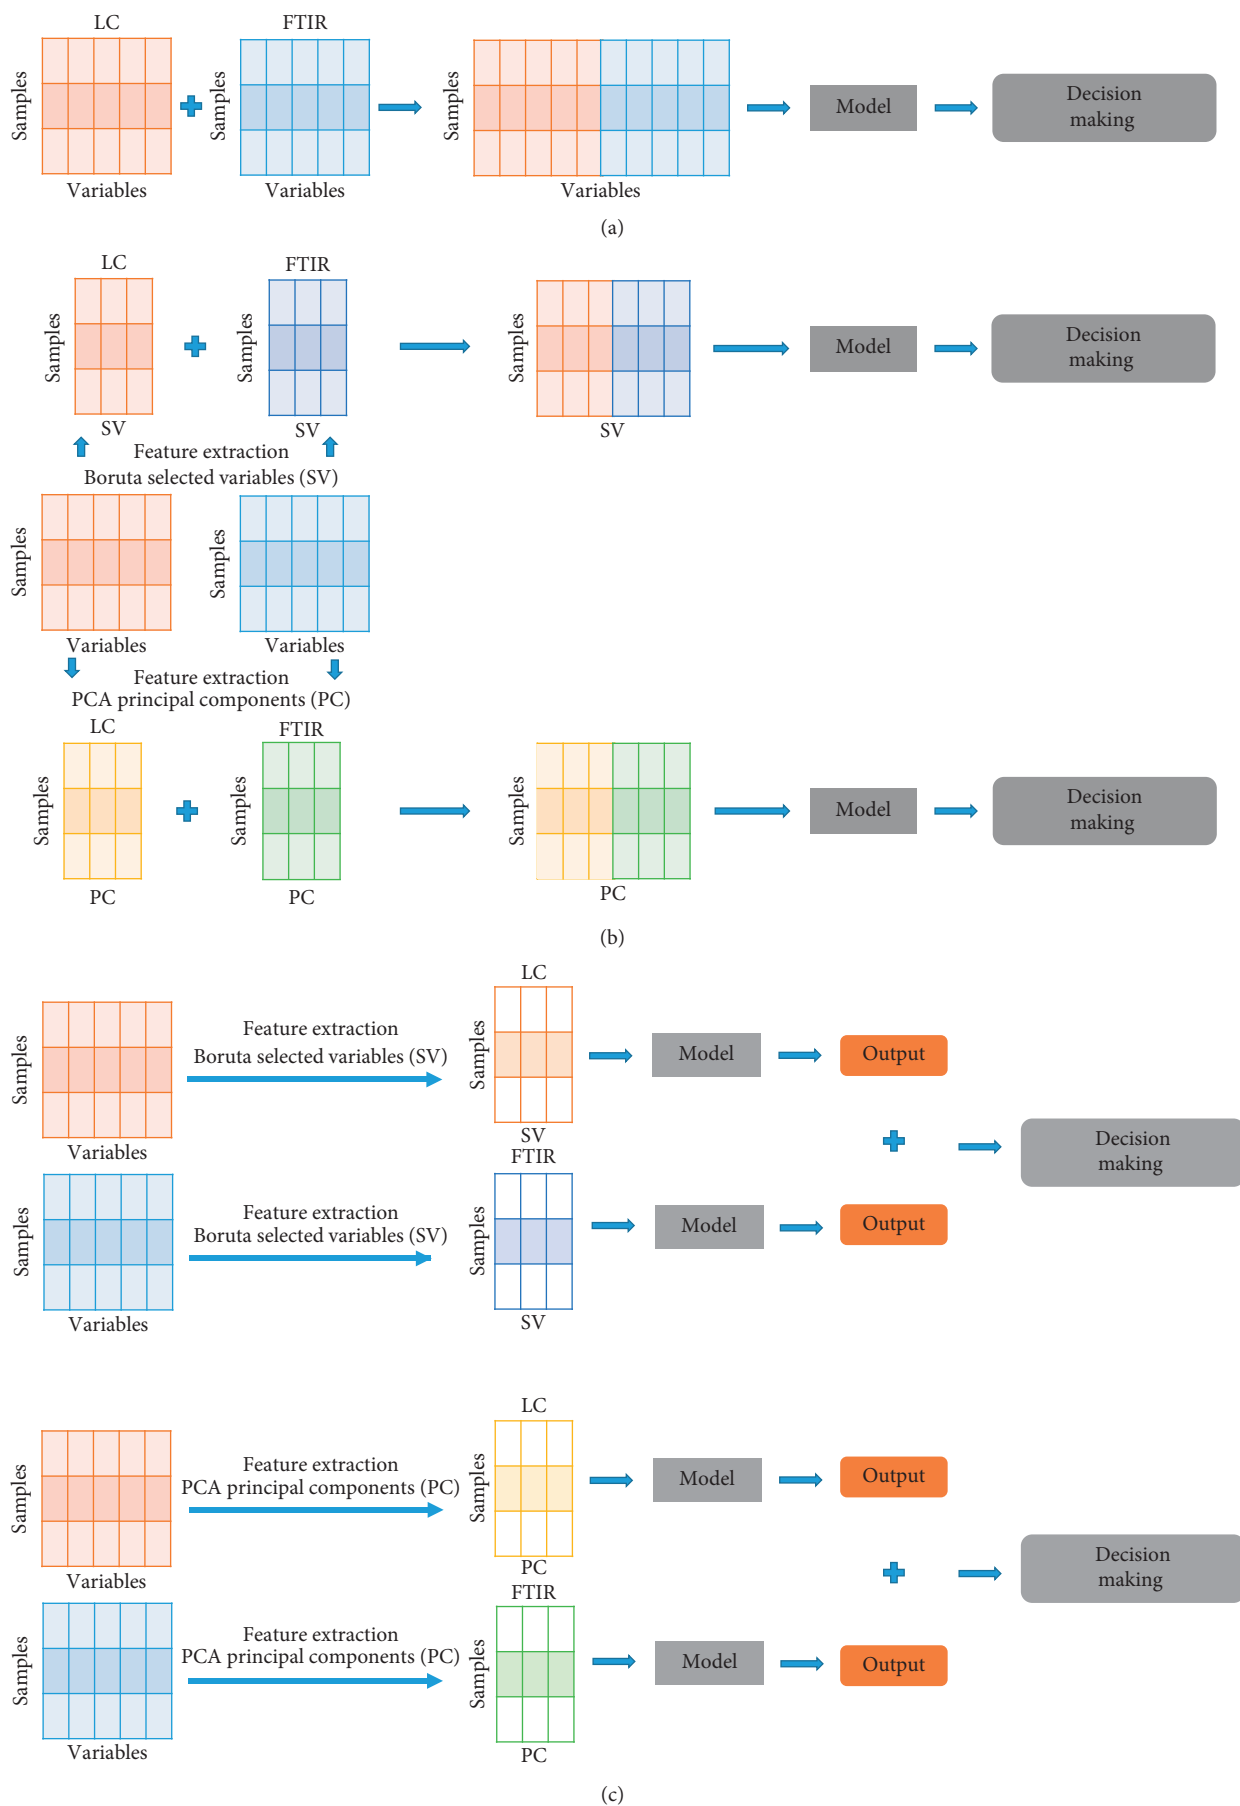 LC
FTIR
Samples
Samples
Samples
Model
Decision
making
Variables
Variables
Variables
(a)
LC
FTIR
Samples
Samples
Samples
Model
Decision
making
SV
SV
SV
Feature extraction
Boruta selected variables (SV)
Samples
Samples
Variables
Variables
Feature extraction
PCA principal components (PC)
LC
FTIR
Samples
Samples
Samples
Model
Decision
making
PC
PC
PC
(b)
LC
Samples
Feature extraction
Boruta selected variables (SV)
Samples
Model
Output
Variables
SV
Decision
making
FTIR
Samples
Feature extraction
Boruta selected variables (SV)
Samples
Model
Output
Variables
SV
LC
Samples
Feature extraction
PCA principal components (PC)
Samples
Model
Output
Variables
PC
Decision
making
FTIR
Samples
Feature extraction
PCA principal components (PC)
Samples
Model
Output
Variables
PC
(c)